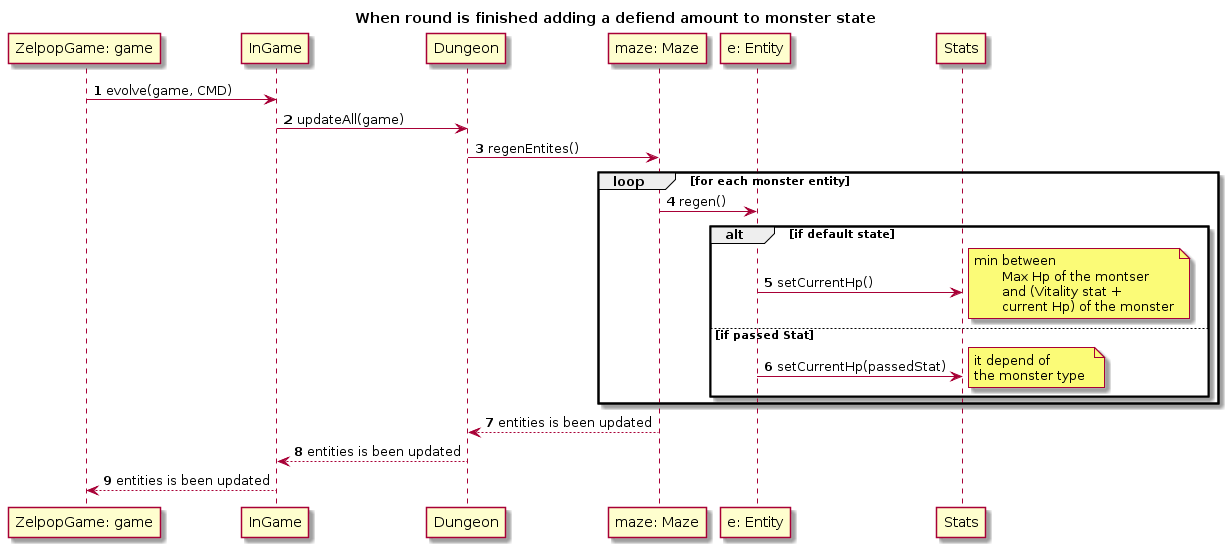 When round is finished adding a defiend amount to monster state
ZelpopGame: game
InGame
Dungeon
maze: Maze
e: Entity
Stats
1 evolve(game, CMD)
2 updateAll(game)
3 regenEntites()
loop
[for each monster entity]
4 regen()
alt
[if default state]
min between
Max Hp of the montser
and (Vitality stat +
current Hp) of the monster
5 setCurrentHp()
[if passed Stat]
it depend of
the monster type
6 setCurrentHp(passedStat)
7 entities is been updated
8 entities is been updated
9 entities is been updated
ZelpopGame: game
InGame
Dungeon
maze: Maze
e: Entity
Stats